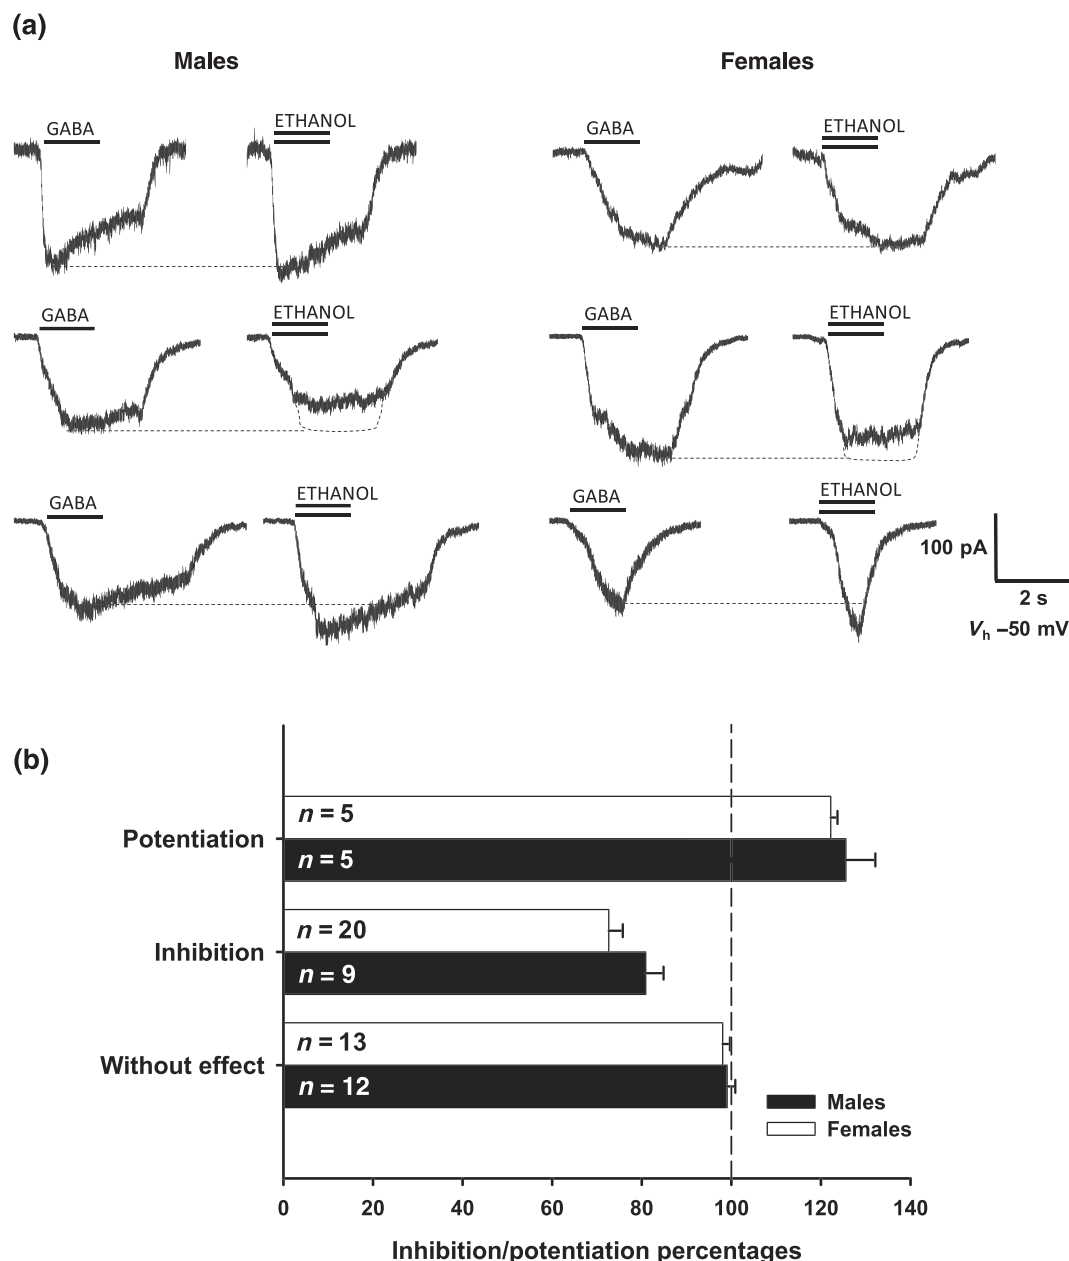 (a)
Males
Females
GABA
ETHANOL
GABA
ETHANOL
GABA
ETHANOL
GABA
ETHANOL
GABA
ETHANOL
GABA
ETHANOL
100 pA
2 s
Vh –50 mV
(b)
n = 5
Potentiation
n = 5
n = 20
Inhibition
n = 9
n = 13
Without effect
n = 12
Males
Females
0 20 40 60 80 100 120 140
Inhibition/potentiation percentages